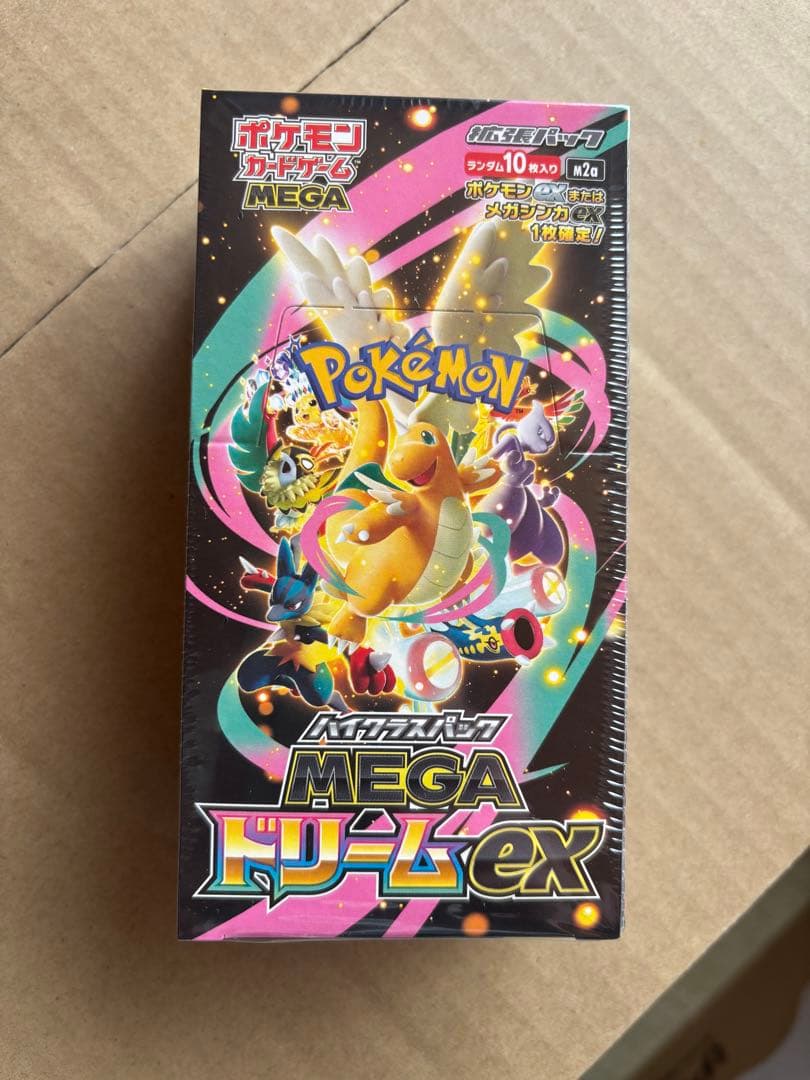 ポケモン
カードゲーム
MEGA
拡張パック
ランダム10枚入り
M2a
ポケモンexまたは
メガシンカex
1枚確定!
POKéMON
TM
ハイクラスパック
MEGA
ドリームex